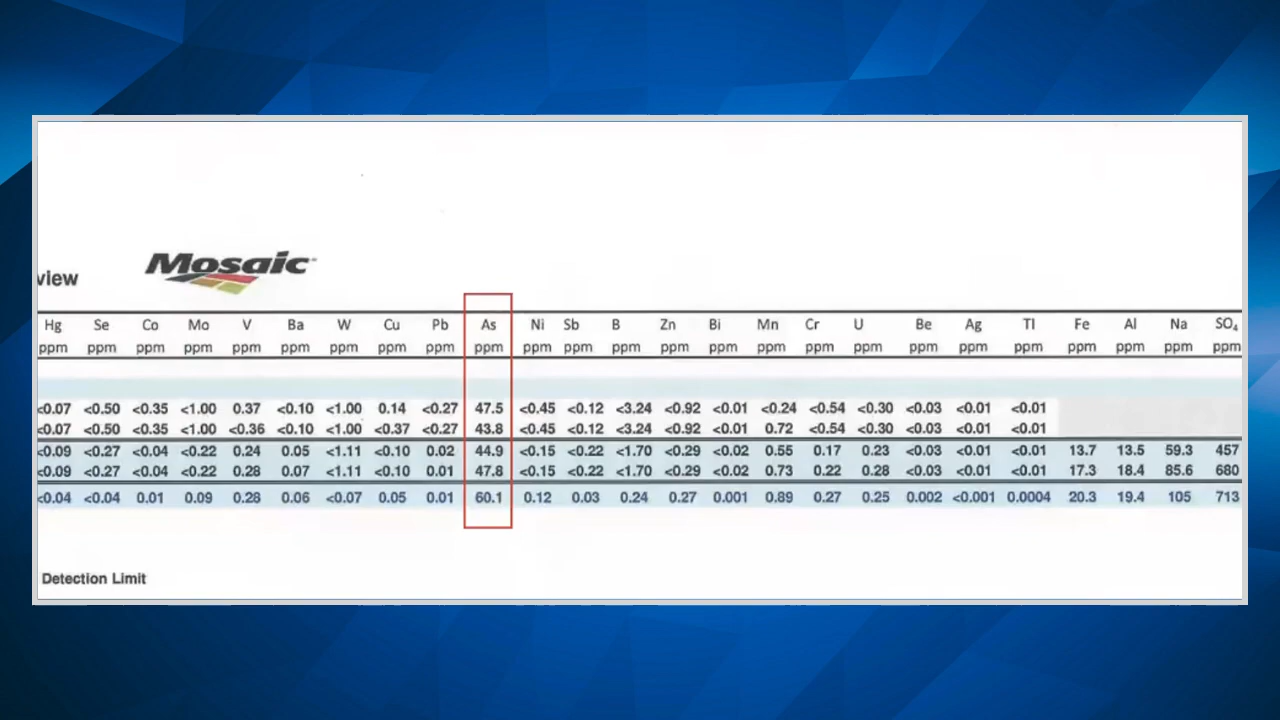 view Mosaic
Hg Se Co Mo V Ba W Cu Pb As Ni Sb B Zn Bi Mn Cr U Be Ag Tl Fe Al Na SO₄
ppm ppm ppm ppm ppm ppm ppm ppm ppm ppm ppm ppm ppm ppm ppm ppm ppm ppm ppm ppm ppm ppm ppm ppm ppm
<0.07 <0.50 <0.35 <1.00 0.37 <0.10 <1.00 0.14 <0.27 47.5 <0.45 <0.12 <3.24 <0.92 <0.01 <0.24 <0.54 <0.30 <0.03 <0.01 <0.01
<0.07 <0.50 <0.35 <1.00 <0.36 <0.10 <1.00 <0.37 <0.27 43.8 <0.45 <0.12 <3.24 <0.92 <0.01 0.72 <0.54 <0.30 <0.03 <0.01 <0.01
<0.09 <0.27 <0.04 <0.22 0.24 0.05 <1.11 <0.10 0.02 44.9 <0.15 <0.22 <1.70 <0.29 <0.02 0.55 0.17 0.23 <0.03 <0.01 <0.01 13.7 13.5 59.3 457
<0.09 <0.27 <0.04 <0.22 0.28 0.07 <1.11 <0.10 0.01 47.8 <0.15 <0.22 <1.70 <0.29 <0.02 0.73 0.22 0.28 <0.03 <0.01 <0.01 17.3 18.4 85.6 680
<0.04 <0.04 0.01 0.09 0.28 0.06 <0.07 0.05 0.01 60.1 0.12 0.03 0.24 0.27 0.001 0.89 0.27 0.25 0.002 <0.001 0.0004 20.3 19.4 105 713
Detection Limit